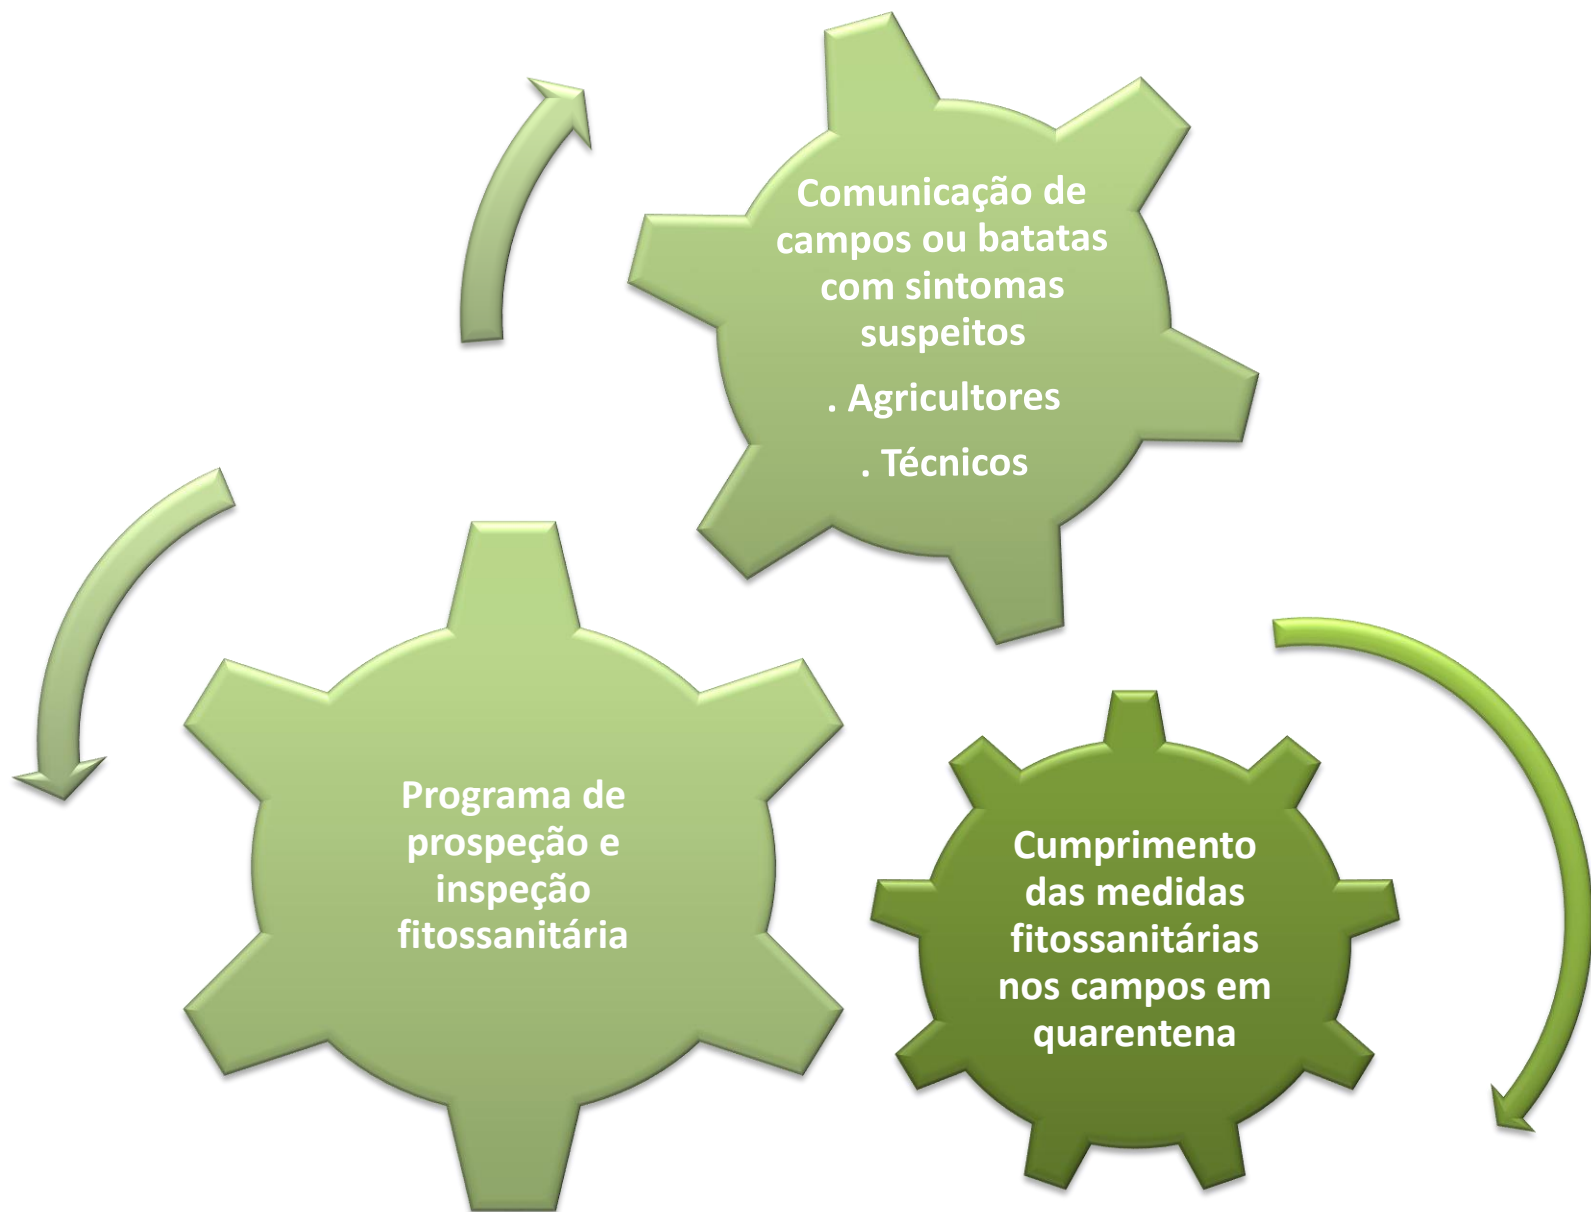 Comunicação de
campos ou batatas
com sintomas
suspeitos
. Agricultores
. Técnicos
Programa de
prospeção e
inspeção
fitossanitária
Cumprimento
das medidas
fitossanitárias
nos campos em
quarentena